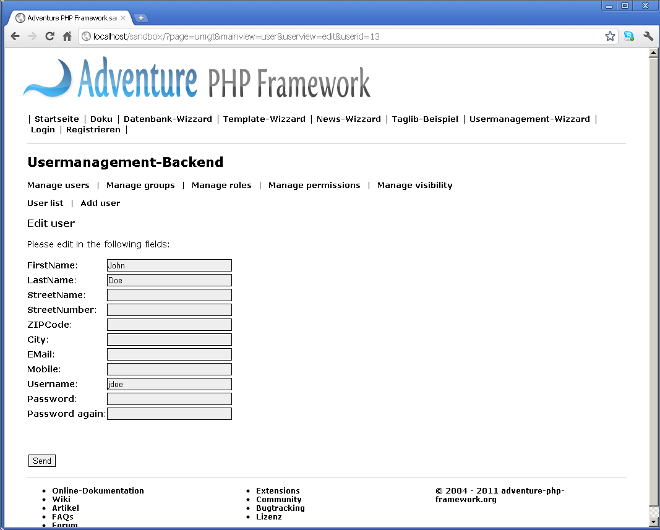 Adventure PHP Framework sa
localhost/sandbox/?page=umgt&mainview=user&userview=edit&userid=13
Adventure PHP Framework
| Startseite | Doku | Datenbank-Wizzard | Template-Wizzard | News-Wizzard | Taglib-Beispiel | Usermanagement-Wizzard |
Login | Registrieren |
Usermanagement-Backend
Manage users | Manage groups | Manage roles | Manage permissions | Manage visibility
User list | Add user
Edit user
Please edit in the following fields:
FirstName: John
LastName: Doe
StreetName:
StreetNumber:
ZIPCode:
City:
EMail:
Mobile:
Username: jdoe
Password:
Password again:
Send
• Online-Dokumentation
• Wiki
• Artikel
• FAQs
• Forum
• Extensions
• Community
• Bugtracking
• Lizenz
© 2004 - 2011 adventure-php-
framework.org